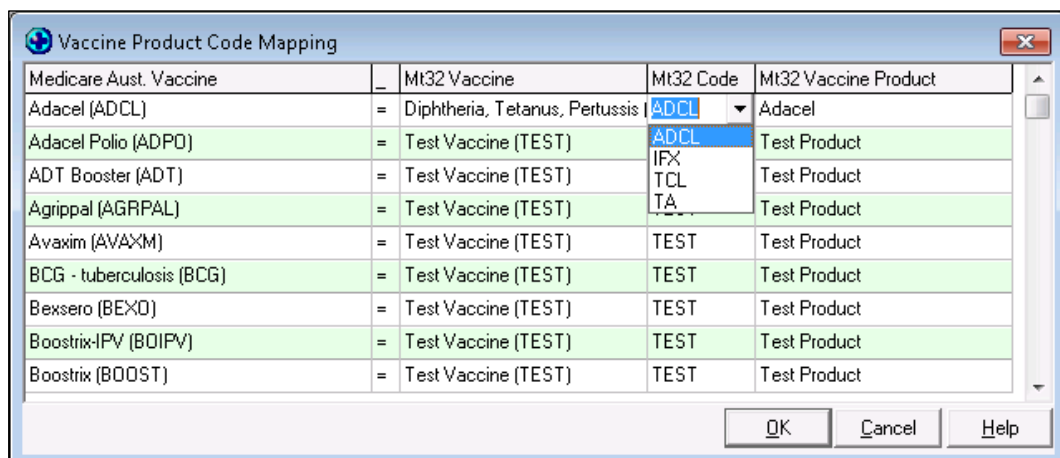 Vaccine Product Code Mapping
Medicare Aust. Vaccine _ Mt32 Vaccine Mt32 Code Mt32 Vaccine Product
Adacel (ADCL) = Diphtheria, Tetanus, Pertussis ADCL Adacel
Adacel Polio (ADPO) = Test Vaccine (TEST) ADCL Test Product
IFX
ADT Booster (ADT) = Test Vaccine (TEST) TCL Test Product
Agrippal (AGRPAL) = Test Vaccine (TEST) TA Test Product
Avaxim (AVAXM) = Test Vaccine (TEST) TEST Test Product
BCG - tuberculosis (BCG) = Test Vaccine (TEST) TEST Test Product
Bexsero (BEXO) = Test Vaccine (TEST) TEST Test Product
Boostrix-IPV (BOIPV) = Test Vaccine (TEST) TEST Test Product
Boostrix (BOOST) = Test Vaccine (TEST) TEST Test Product
OK Cancel Help